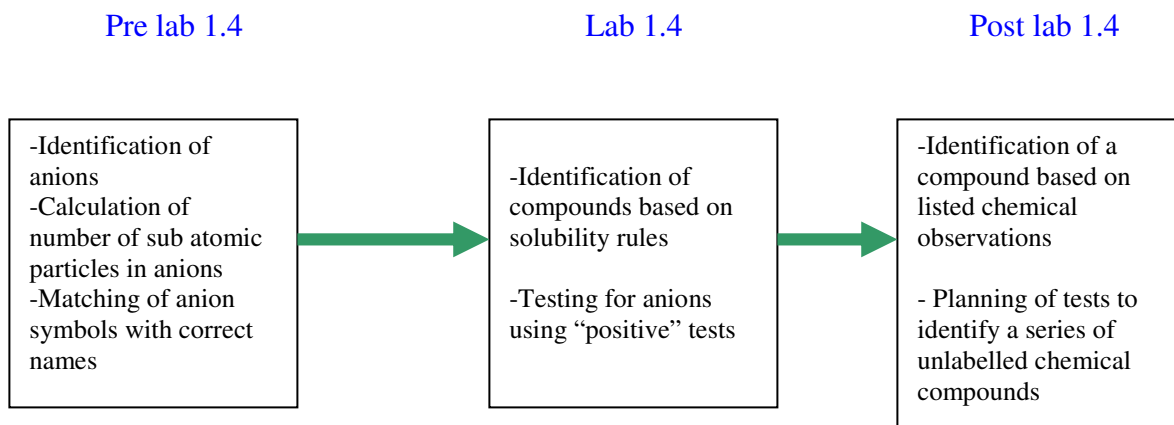 Pre lab 1.4
Lab 1.4
Post lab 1.4
-Identification of
anions
-Calculation of
number of sub atomic
particles in anions
-Matching of anion
symbols with correct
names
-Identification of
compounds based on
solubility rules
-Testing for anions
using “positive” tests
-Identification of a
compound based on
listed chemical
observations
- Planning of tests to
identify a series of
unlabelled chemical
compounds